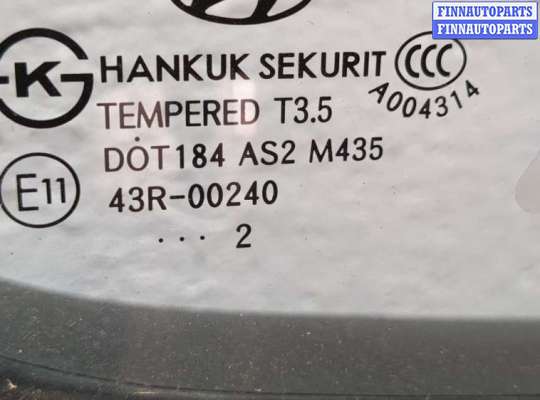 FINNAUTOPARTS
FINNAUTOPARTS
K
HANKUK SEKURIT
CCC
A004314
TEMPERED T3.5
DOT184 AS2 M435
E11
43R-00240
... 2